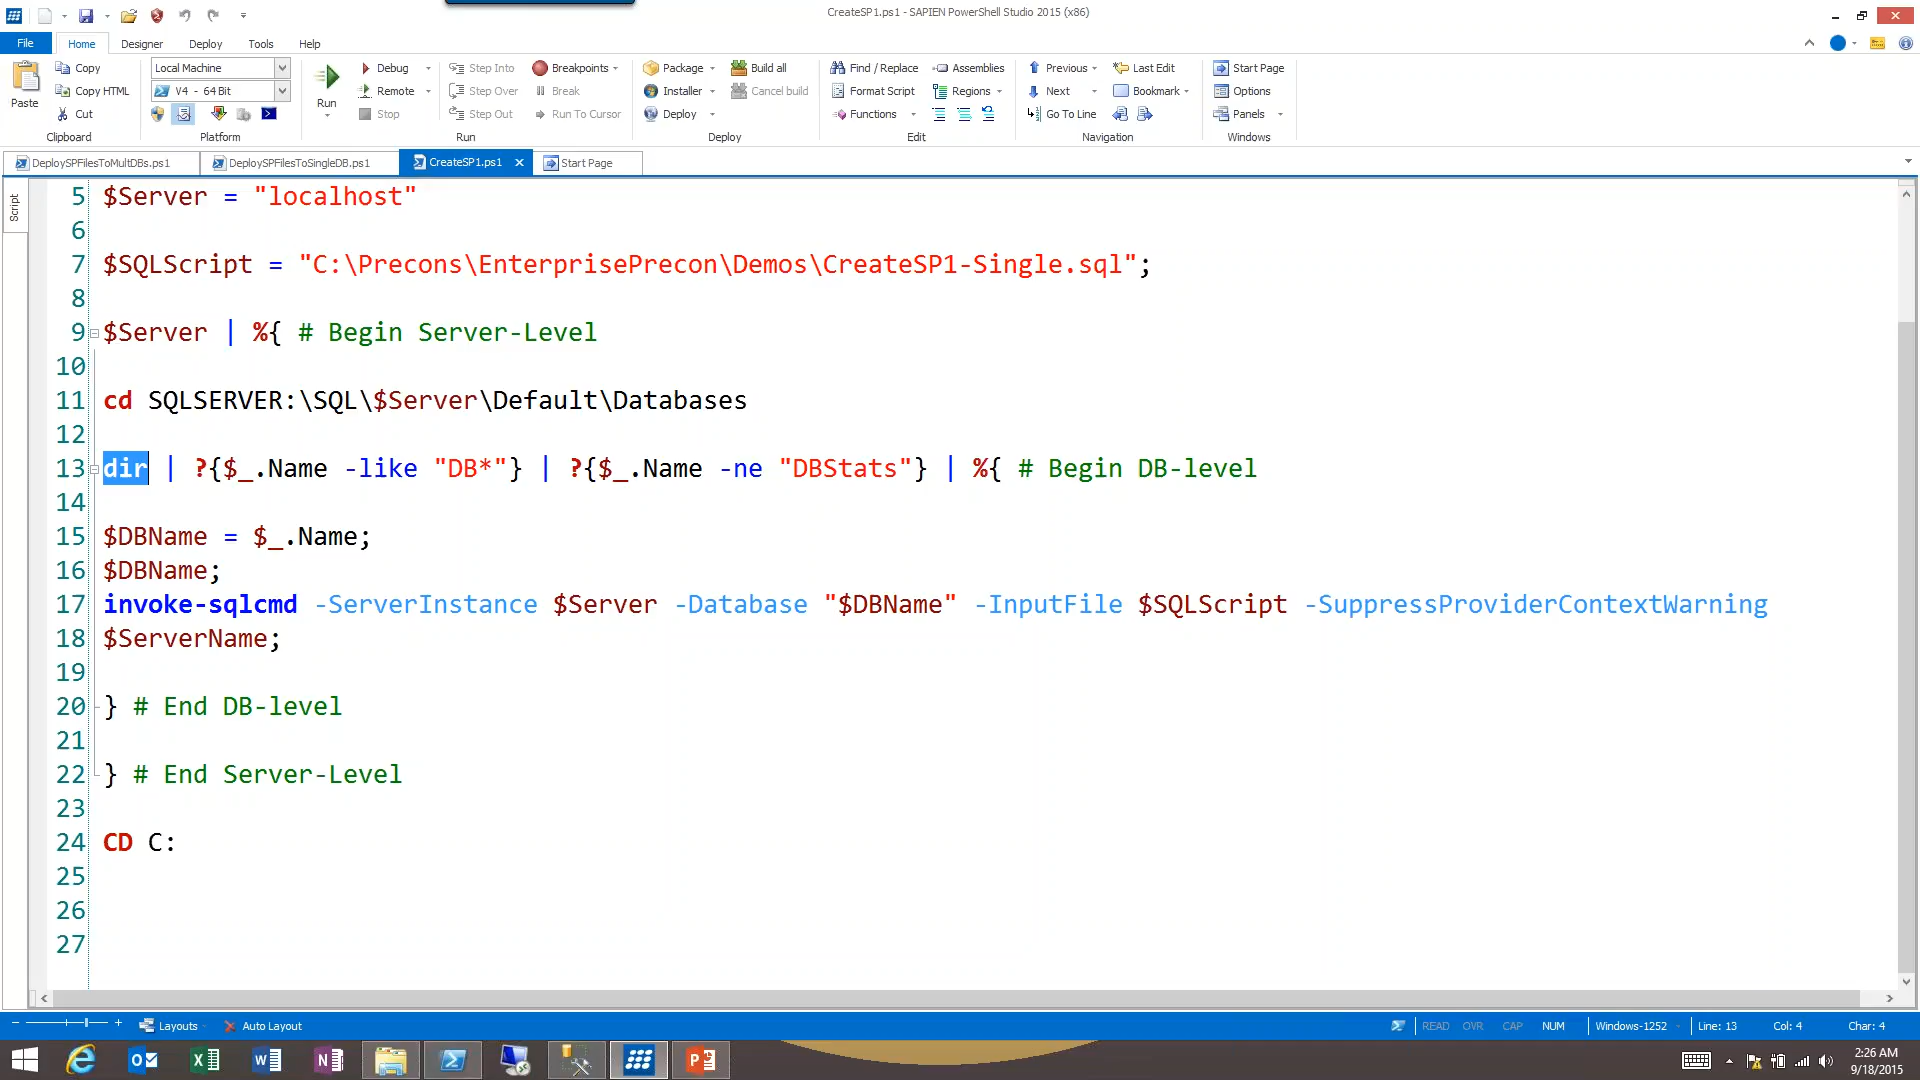 CreateSP1.ps1 - SAPIEN PowerShell Studio 2015 (x86)
File Home Designer Deploy Tools Help
Paste
Copy
Copy HTML
Cut
Clipboard
Local Machine
V4 - 64 Bit
Platform
Run
Debug
Remote
Stop
Step Into
Step Over
Step Out
Breakpoints
Break
Run To Cursor
Run
Package
Installer
Deploy
Build all
Cancel build
Deploy
Find / Replace
Format Script
Functions
Assemblies
Regions
Edit
Previous
Next
Go To Line
Last Edit
Bookmark
Navigation
Start Page
Options
Panels
Windows
DeploySPFilesToMultDBs.ps1 DeploySPFilesToSingleDB.ps1 CreateSP1.ps1 Start Page
Script
5 $Server = "localhost"
6
7 $SQLScript = "C:\Precons\EnterprisePrecon\Demos\CreateSP1-Single.sql";
8
9 $Server | %{ # Begin Server-Level
10
11 cd SQLSERVER:\SQL\$Server\Default\Databases
12
13 dir | ?{$_.Name -like "DB*"} | ?{$_.Name -ne "DBStats"} | %{ # Begin DB-level
14
15 $DBName = $_.Name;
16 $DBName;
17 invoke-sqlcmd -ServerInstance $Server -Database "$DBName" -InputFile $SQLScript -SuppressProviderContextWarning
18 $ServerName;
19
20 } # End DB-level
21
22 } # End Server-Level
23
24 CD C:
25
26
27
Layouts Auto Layout READ OVR CAP NUM Windows-1252 Line: 13 Col: 4 Char: 4
2:26 AM
9/18/2015